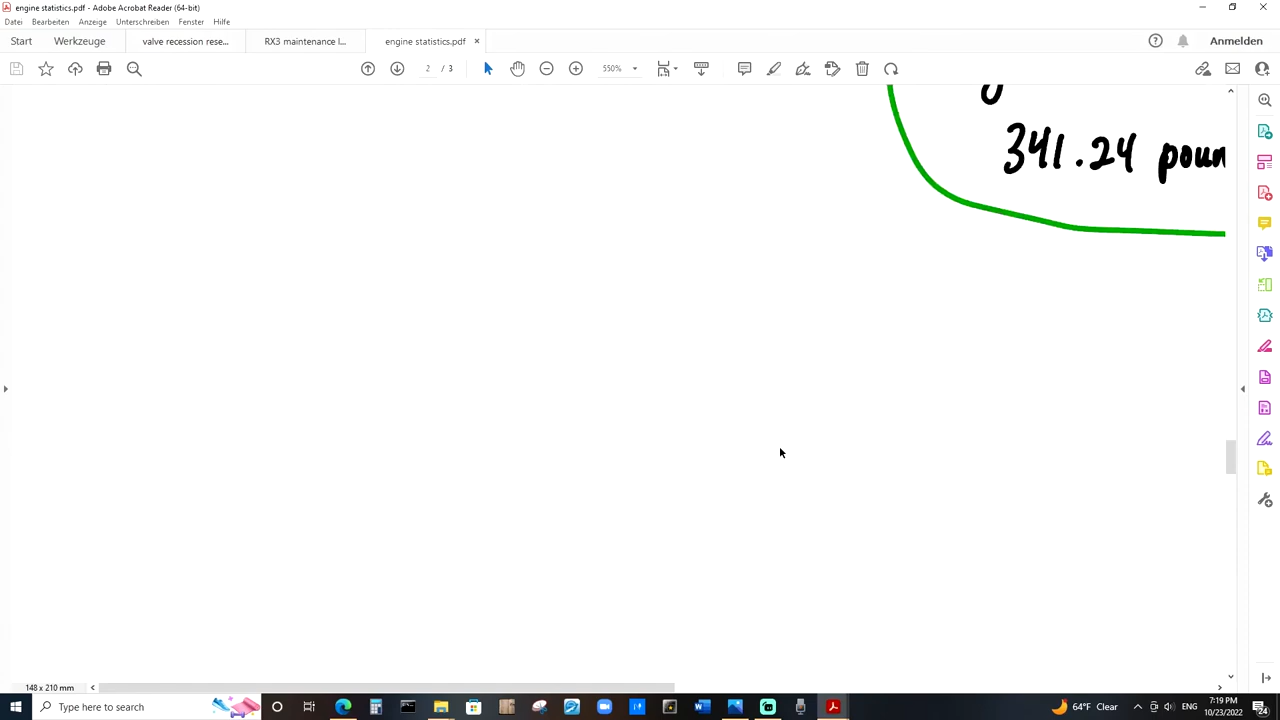 engine statistics.pdf - Adobe Acrobat Reader (64-bit)
Datei Bearbeiten Anzeige Unterschreiben Fenster Hilfe
Start Werkzeuge valve recession rese... RX3 maintenance l... engine statistics.pdf Anmelden
2 / 3 550%
341.24 poun
148 x 210 mm
Type here to search 64°F Clear ENG 7:19 PM
10/23/2022 24